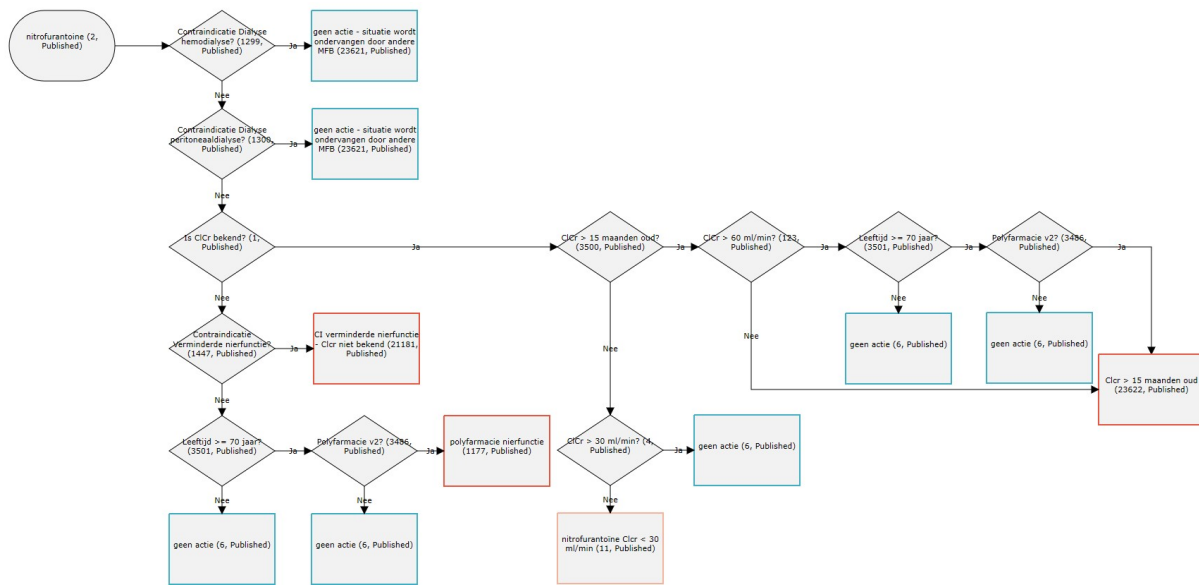 nitrofurantoine (2,
Published)
Contraindicatie Dialyse
hemodialyse? (1299,
Published)
Ja
geen actie - situatie wordt
ondervangen door andere
MFB (23621, Published)
Nee
Contraindicatie Dialyse
peritoneaaldialyse? (1300,
Published)
Ja
geen actie - situatie wordt
ondervangen door andere
MFB (23621, Published)
Nee
Is ClCr bekend? (1,
Published)
Ja
ClCr > 15 maanden oud?
(3500, Published)
Ja
ClCr > 60 ml/min? (123,
Published)
Ja
Leeftijd >= 70 jaar?
(3501, Published)
Ja
Polyfarmacie v2? (3486,
Published)
Ja
Nee
Nee
Nee
Contraindicatie
Verminderde nierfunctie?
(1447, Published)
Ja
CI verminderde nierfunctie
- Clcr niet bekend (21181,
Published)
Nee
Nee
geen actie (6, Published)
geen actie (6, Published)
Clcr > 15 maanden oud
(23622, Published)
Nee
Leeftijd >= 70 jaar?
(3501, Published)
Ja
Polyfarmacie v2? (3486,
Published)
Ja
polyfarmacie nierfunctie
(1177, Published)
ClCr > 30 ml/min? (4,
Published)
Ja
geen actie (6, Published)
Nee
Nee
Nee
geen actie (6, Published)
geen actie (6, Published)
nitrofurantoïne Clcr < 30
ml/min (11, Published)